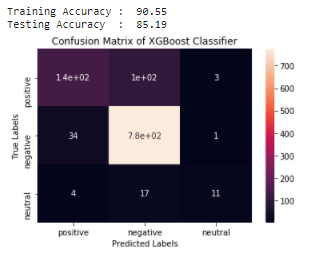 Training Accuracy : 90.55
Testing Accuracy : 85.19
Confusion Matrix of XGBoost Classifier
True Labels
positive
negative
neutral
1.4e+02 1e+02 3
34 7.8e+02 1
4 17 11
positive negative neutral
Predicted Labels
700
600
500
400
300
200
100